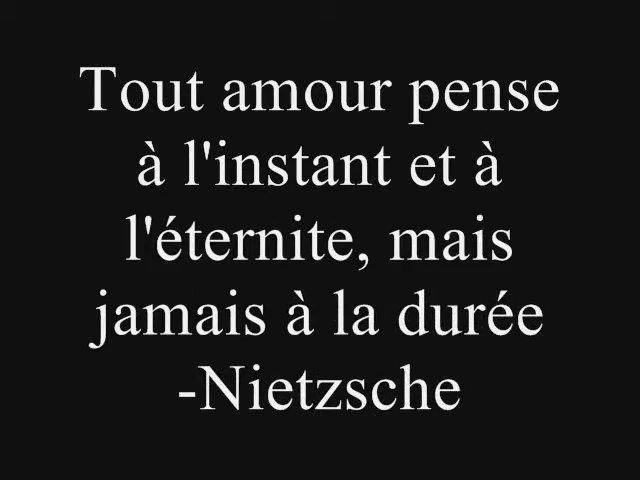 Tout amour pense
à l'instant et à
l'éternite, mais
jamais à la durée
-Nietzsche